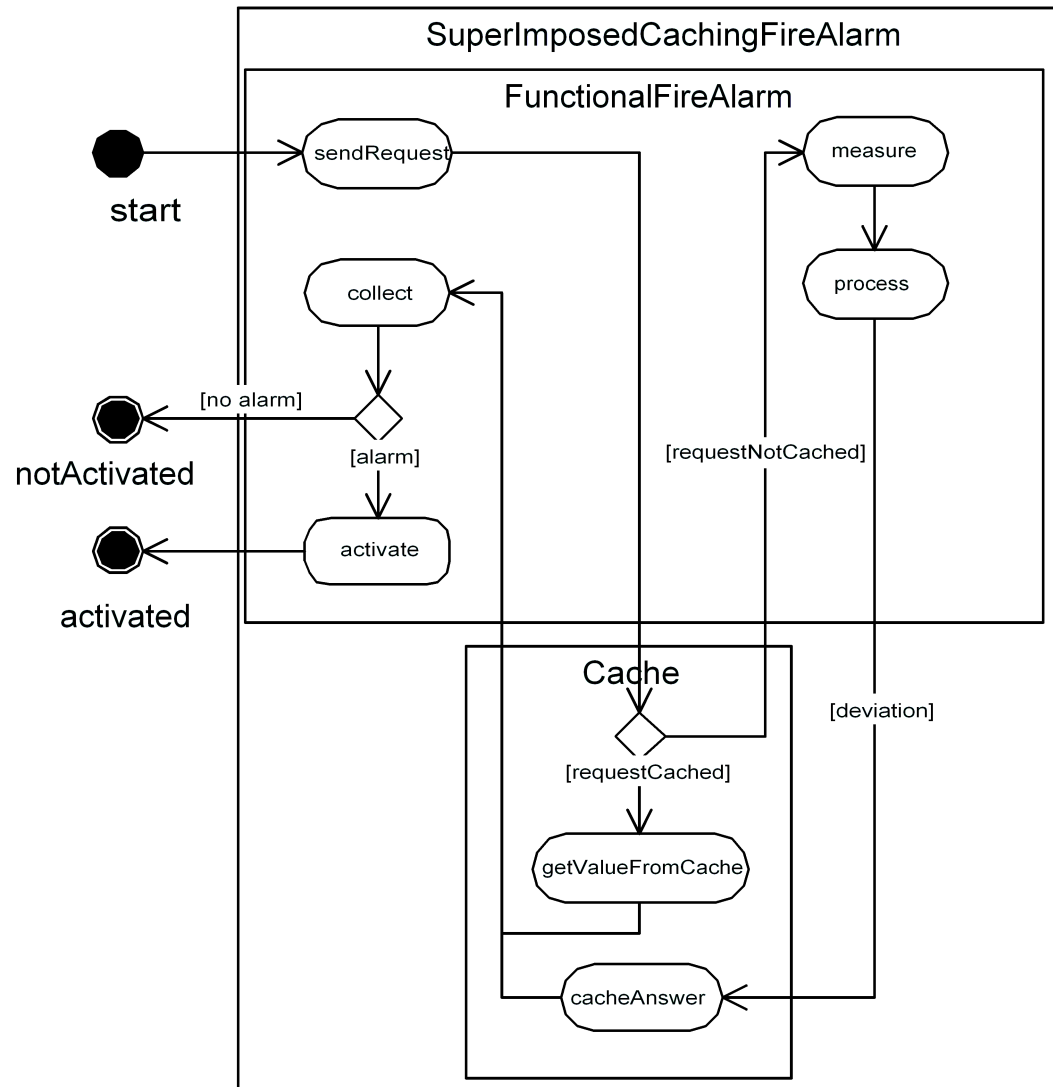 SuperImposedCachingFireAlarm
FunctionalFireAlarm
sendRequest
measure
start
collect
process
[no alarm]
[alarm]
[requestNotCached]
notActivated
activate
activated
Cache
[deviation]
[requestCached]
getValueFromCache
cacheAnswer